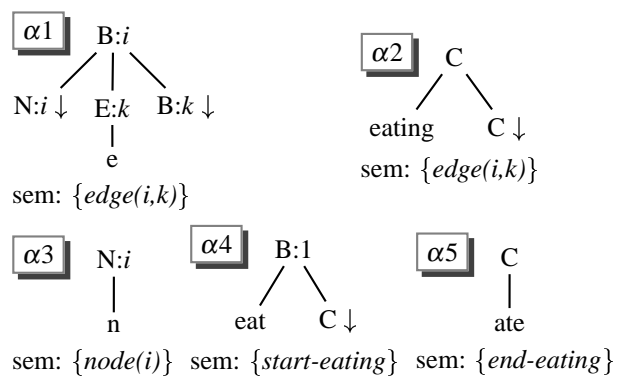 α1 B:i
N:i ↓ E:k B:k ↓
e
sem: {edge(i,k)}
α2 C
eating C ↓
sem: {edge(i,k)}
α3 N:i
n
sem: {node(i)}
α4 B:1
eat C ↓
sem: {start-eating}
α5 C
ate
sem: {end-eating}